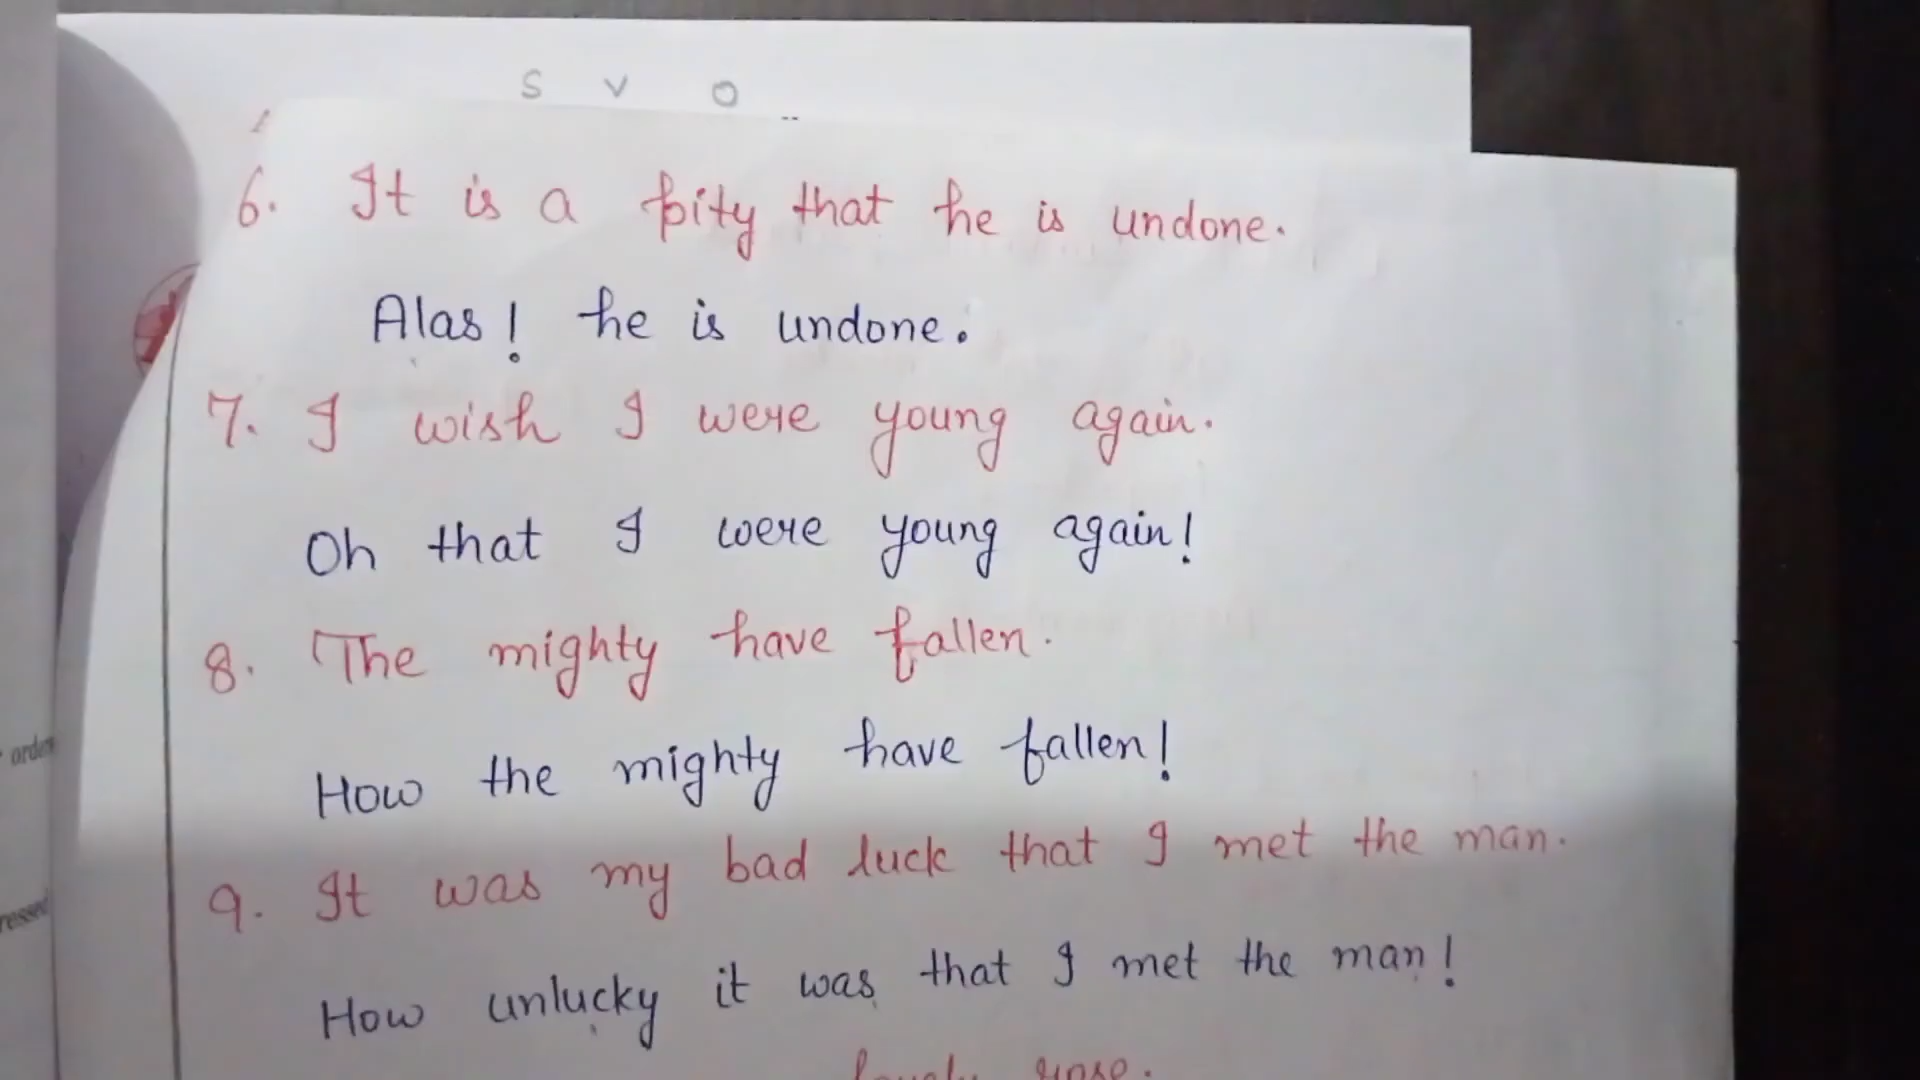 S V O
6. It is a pity that he is undone.
Alas! he is undone.
7. I wish I were young again.
Oh that I were young again!
8. The mighty have fallen.
How the mighty have fallen!
9. It was my bad luck that I met the man.
How unlucky it was that I met the man!